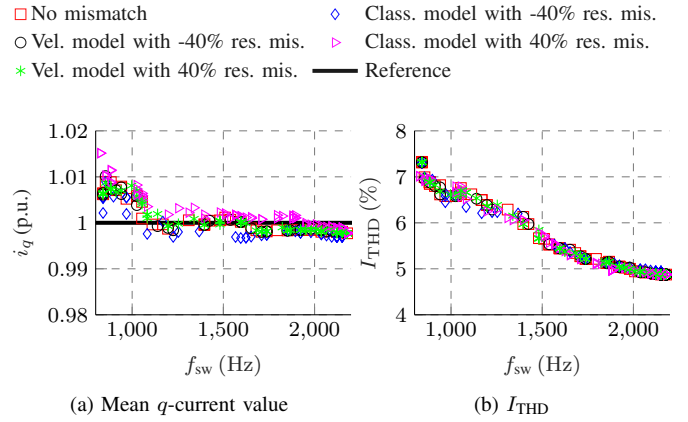 No mismatch
Class. model with -40% res. mis.
Vel. model with -40% res. mis.
Class. model with 40% res. mis.
Vel. model with 40% res. mis.
Reference
1.02
1.01
1
0.99
0.98
i_q (p.u.)
1,000 1,500 2,000
f_sw (Hz)
(a) Mean q-current value
8
7
6
5
4
I_THD (%)
1,000 1,500 2,000
f_sw (Hz)
(b) I_THD